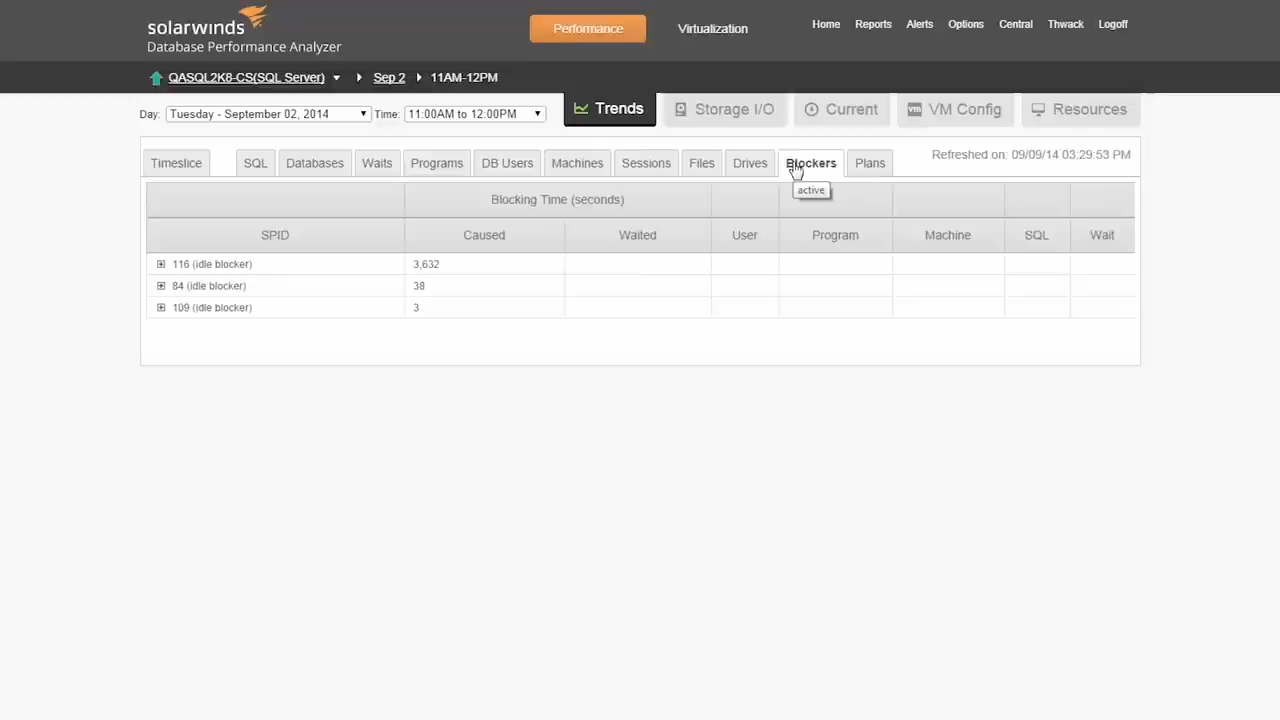 solarwinds
Database Performance Analyzer
Performance
Virtualization
Home Reports Alerts Options Central Thwack Logoff
QASQL2K8-CS(SQL Server) Sep 2 11AM-12PM
Day: Tuesday - September 02, 2014 Time: 11:00AM to 12:00PM
Trends Storage I/O Current vm VM Config Resources
Timeslice SQL Databases Waits Programs DB Users Machines Sessions Files Drives Blockers Plans
Refreshed on: 09/09/14 03:29:53 PM
active
Blocking Time (seconds)
SPID Caused Waited User Program Machine SQL Wait
116 (idle blocker) 3,632
84 (idle blocker) 38
109 (idle blocker) 3